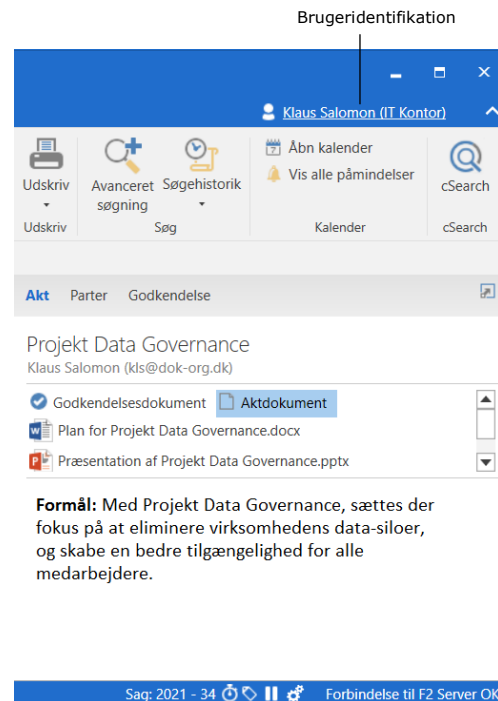 Brugeridentifikation
Klaus Salomon (IT Kontor)
Udskriv
Avanceret søgning
Søgehistorik
Åbn kalender
Vis alle påmindelser
cSearch
Udskriv
Søg
Kalender
cSearch
Akt Parter Godkendelse
Projekt Data Governance
Klaus Salomon (kls@dok-org.dk)
Godkendelsesdokument Aktdokument
Plan for Projekt Data Governance.docx
Præsentation af Projekt Data Governance.pptx
Formål: Med Projekt Data Governance, sættes der
fokus på at eliminere virksomhedens data-siloer,
og skabe en bedre tilgængelighed for alle
medarbejdere.
Sag: 2021 - 34 Forbindelse til F2 Server OK